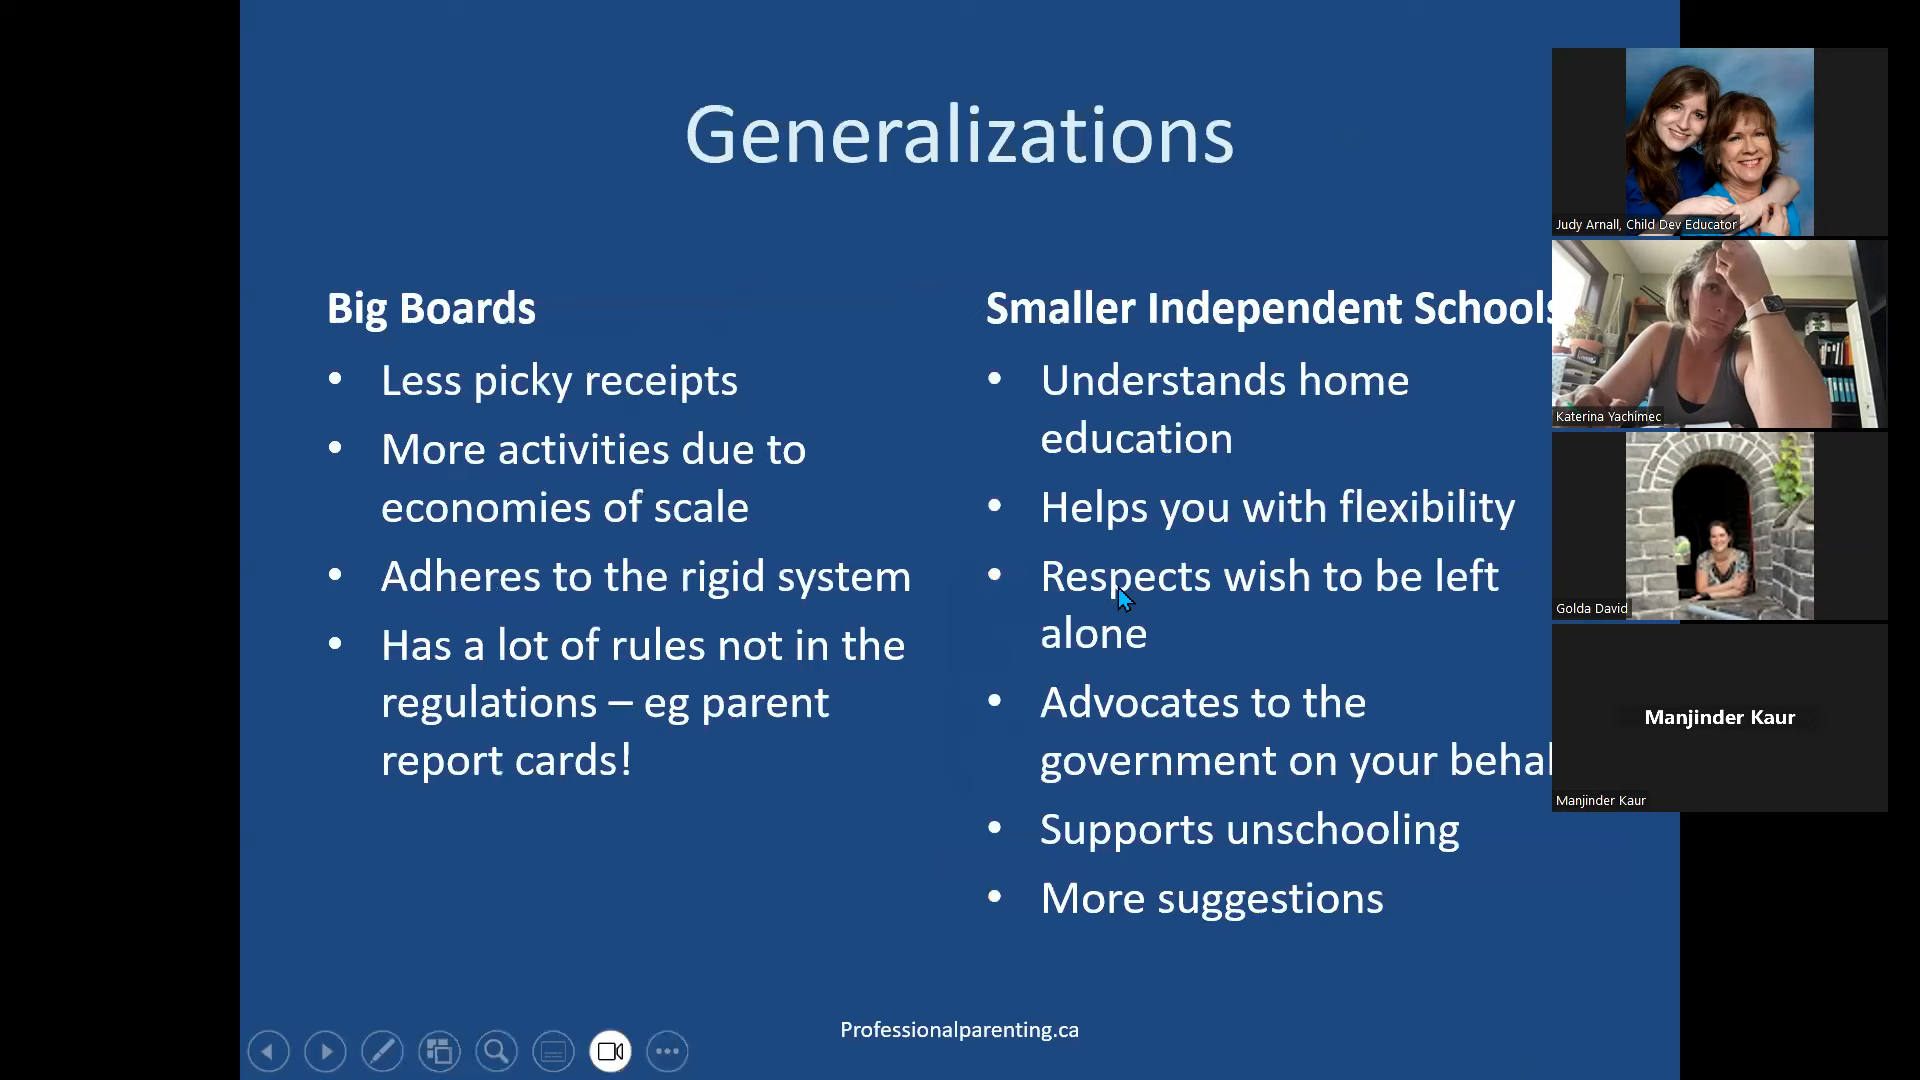 Generalizations
Big Boards
• Less picky receipts
• More activities due to
economies of scale
• Adheres to the rigid system
• Has a lot of rules not in the
regulations – eg parent
report cards!
Smaller Independent Schools
• Understands home
education
• Helps you with flexibility
• Respects wish to be left
alone
• Advocates to the
government on your behal
• Supports unschooling
• More suggestions
Professionalparenting.ca
Judy Arnall, Child Dev Educator
Katerina Yachimec
Golda David
Manjinder Kaur
Manjinder Kaur